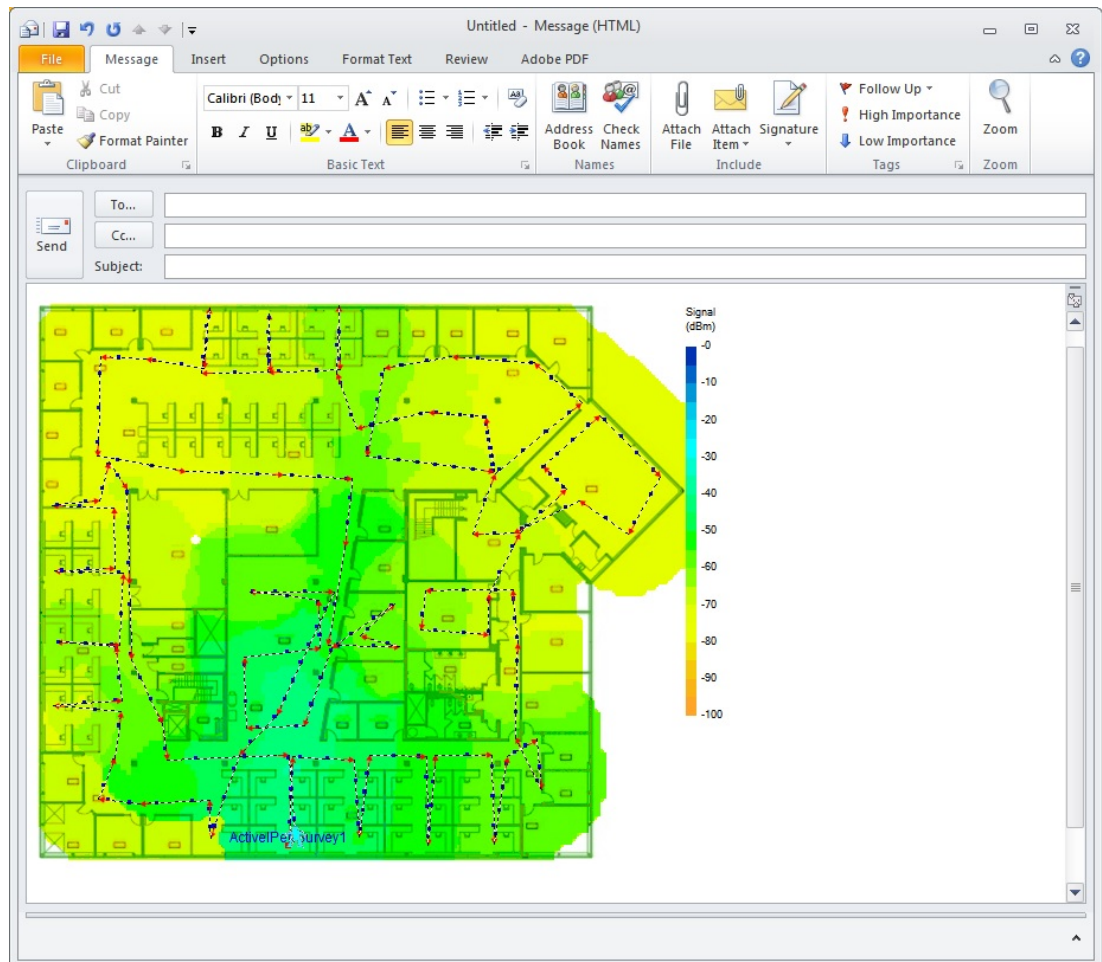 Untitled - Message (HTML)
File Message Insert Options Format Text Review Adobe PDF
Cut
Copy
Format Painter
Paste
Clipboard
Calibri (Body 11
B I U
Basic Text
Address Book
Check Names
Names
Attach File
Attach Item
Signature
Include
Follow Up
High Importance
Low Importance
Tags
Zoom
Zoom
Send
To...
Cc...
Subject:
Signal
(dBm)
-0
-10
-20
-30
-40
-50
-60
-70
-80
-90
-100